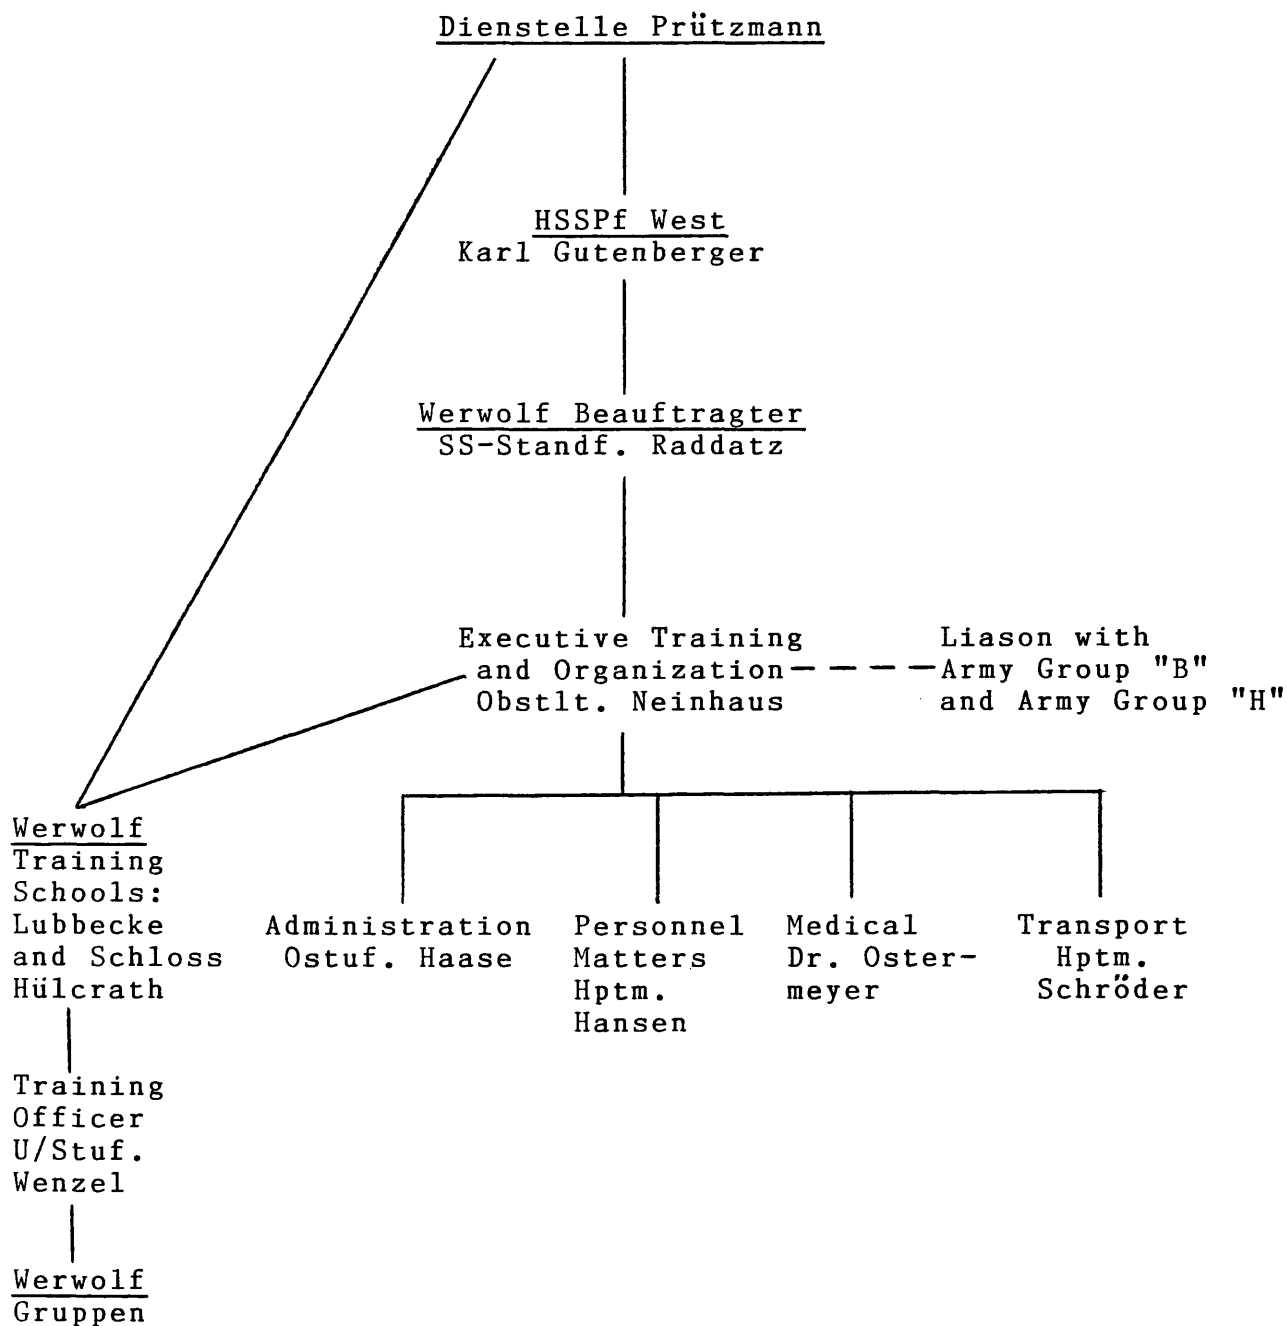 Dienstelle Prützmann
HSSPf West
Karl Gutenberger
Werwolf Beauftragter
SS-Standf. Raddatz
Executive Training
and Organization
Obstlt. Neinhaus
Liason with
Army Group "B"
and Army Group "H"
Werwolf
Training
Schools:
Lubbecke
and Schloss
Hülcrath
Administration
Ostuf. Haase
Personnel
Matters
Hptm.
Hansen
Medical
Dr. Oster-
meyer
Transport
Hptm.
Schröder
Training
Officer
U/Stuf.
Wenzel
Werwolf
Gruppen